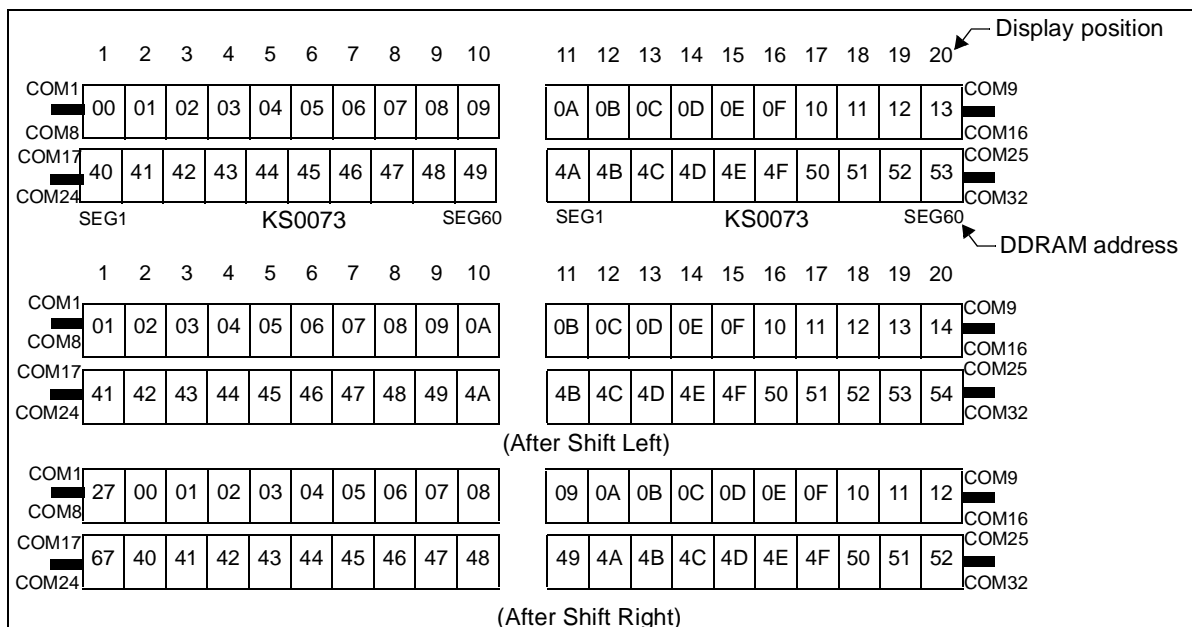 Display position
1 2 3 4 5 6 7 8 9 10 11 12 13 14 15 16 17 18 19 20
COM1 COM9
00 01 02 03 04 05 06 07 08 09 0A 0B 0C 0D 0E 0F 10 11 12 13
COM8 COM16
COM17 COM25
40 41 42 43 44 45 46 47 48 49 4A 4B 4C 4D 4E 4F 50 51 52 53
COM24 COM32
SEG1 KS0073 SEG60 SEG1 KS0073 SEG60
DDRAM address
1 2 3 4 5 6 7 8 9 10 11 12 13 14 15 16 17 18 19 20
COM1 COM9
01 02 03 04 05 06 07 08 09 0A 0B 0C 0D 0E 0F 10 11 12 13 14
COM8 COM16
COM17 COM25
41 42 43 44 45 46 47 48 49 4A 4B 4C 4D 4E 4F 50 51 52 53 54
COM24 COM32
(After Shift Left)
COM1 COM9
27 00 01 02 03 04 05 06 07 08 09 0A 0B 0C 0D 0E 0F 10 11 12
COM8 COM16
COM17 COM25
67 40 41 42 43 44 45 46 47 48 49 4A 4B 4C 4D 4E 4F 50 51 52
COM24 COM32
(After Shift Right)